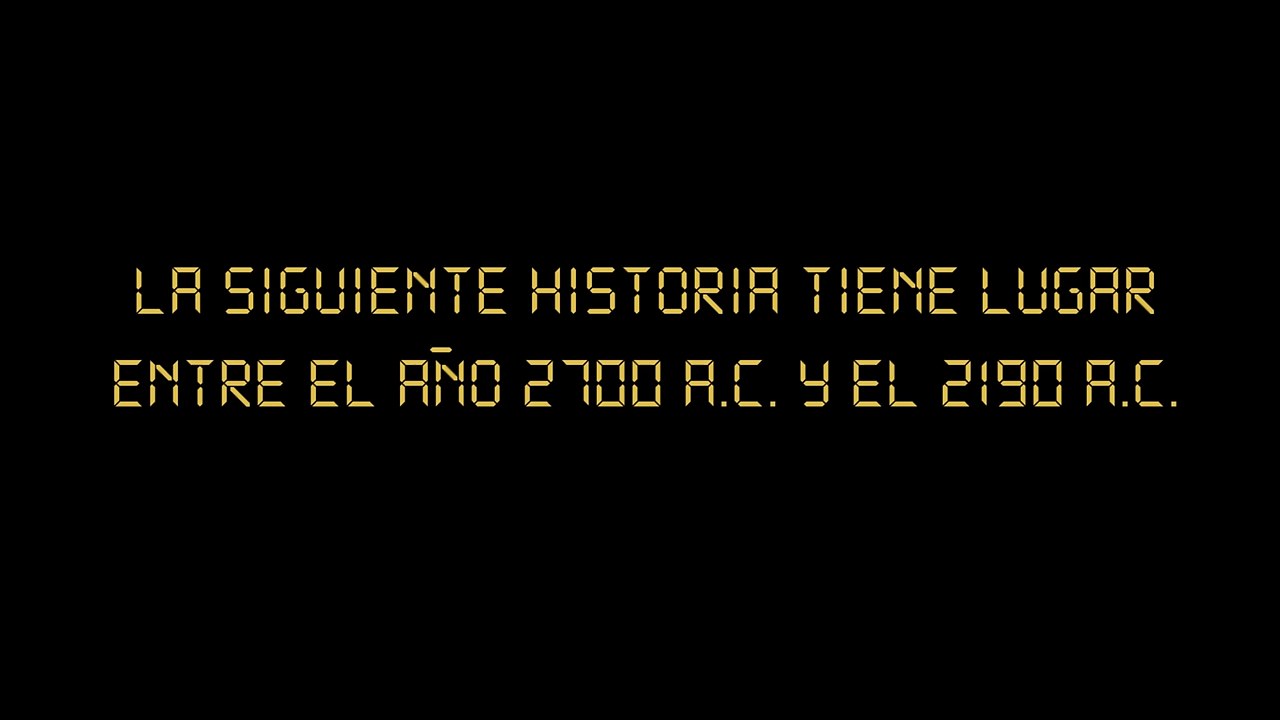 LA SIGUIENTE HISTORIA TIENE LUGAR
ENTRE EL AÑO 2700 A.C. Y EL 2190 A.C.